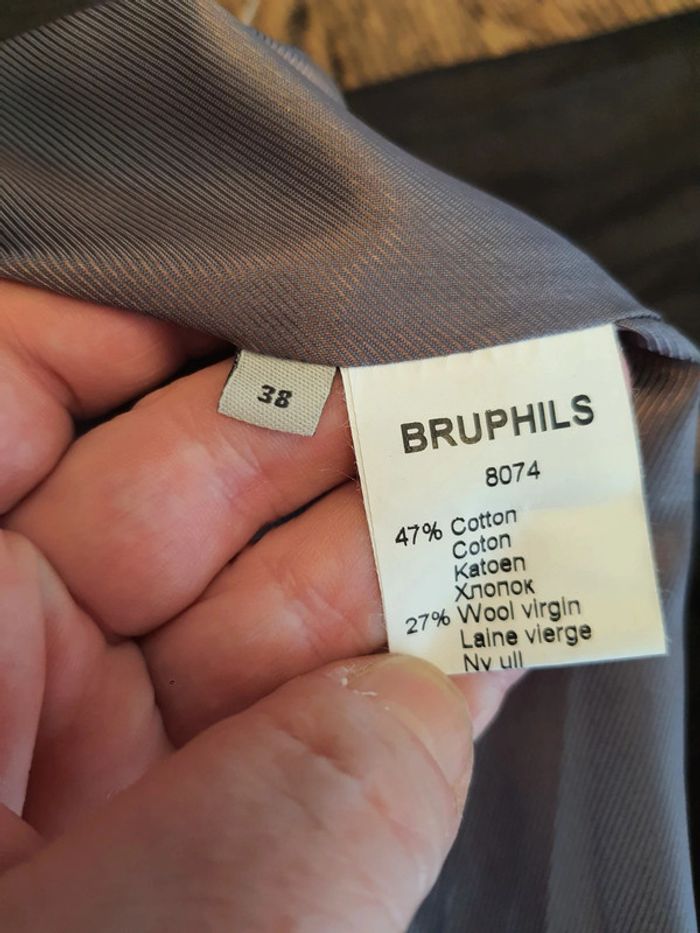 38
BRUPHILS
8074
47% Cotton
Coton
Katoen
Хлопок
27% Wool virgin
Laine vierge
Ny ull